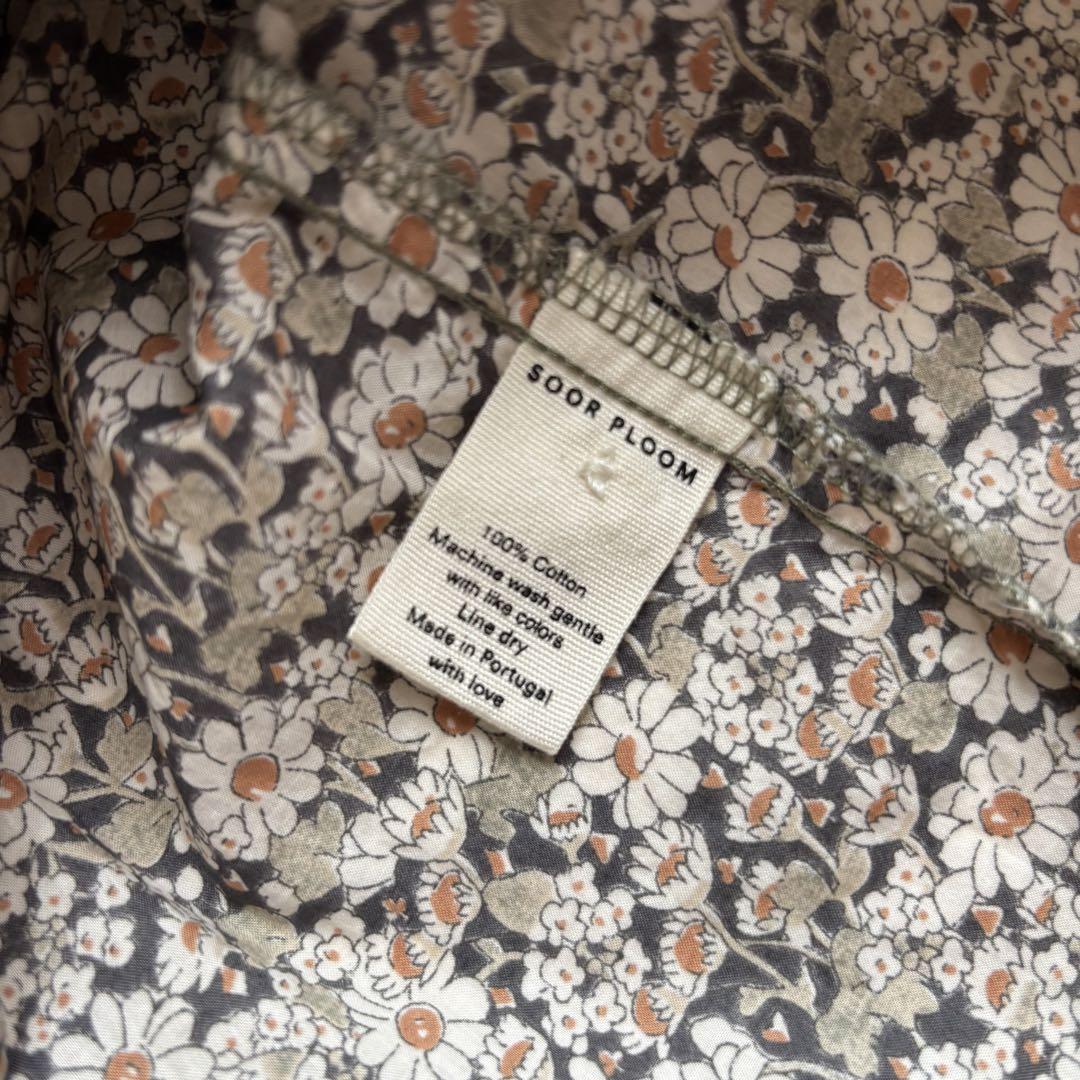 SOOR PLOOM
100% Cotton
Machine wash gentle
with like colors
Line dry
Made in Portugal
with love